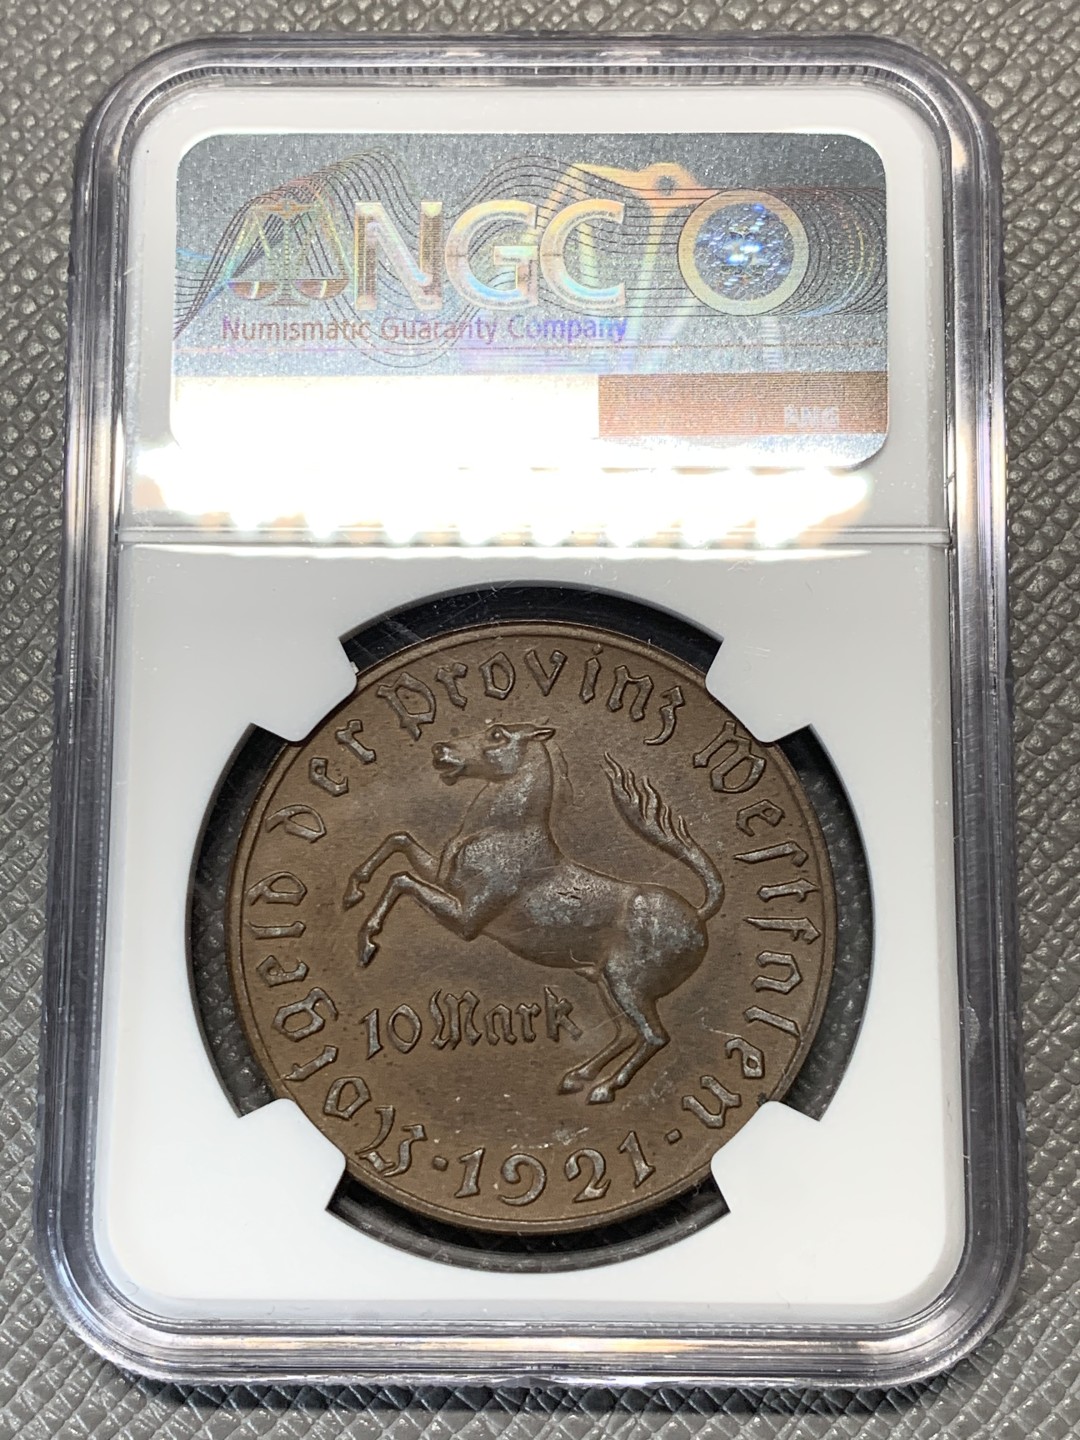 NGC
Numismatic Guaranty Company
Notgeld der Provinz Westfalen
10 Mark
· 1921 ·